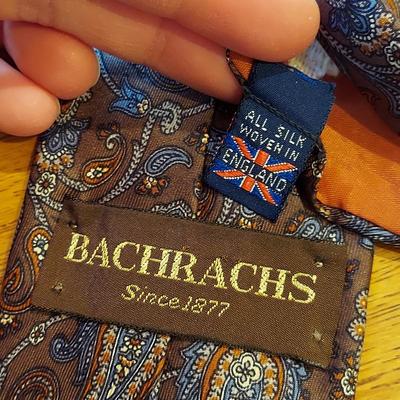 ALL SILK
WOVEN IN
ENGLAND
BACHRACHS
Since 1877